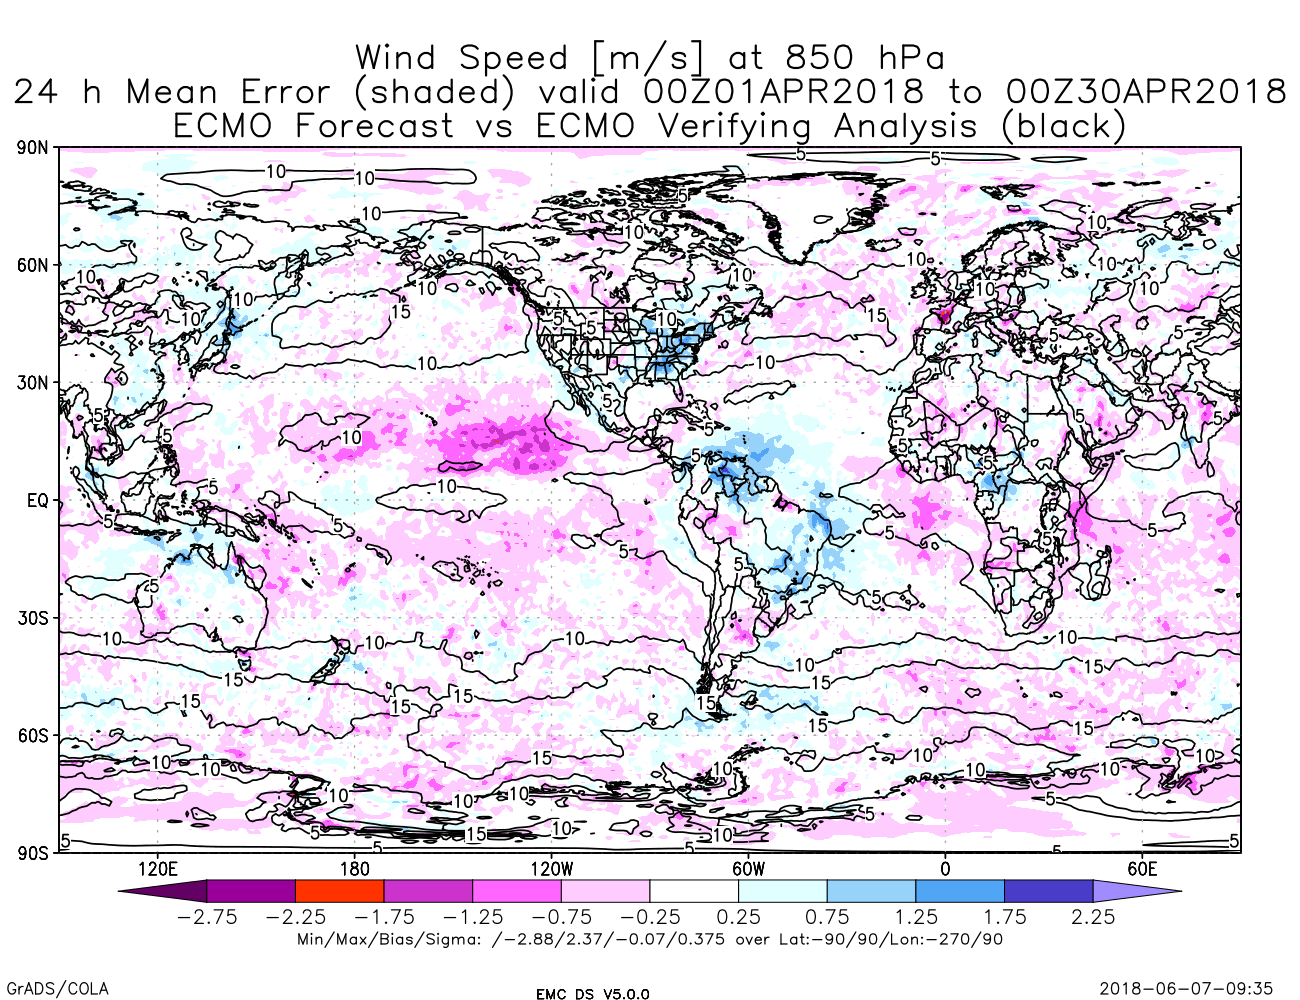 Wind Speed [m/s] at 850 hPa
24 h Mean Error (shaded) valid 00Z01APR2018 to 00Z30APR2018
ECMO Forecast vs ECMO Verifying Analysis (black)
90N
60N
30N
EQ
30S
60S
90S
120E 180 120W 60W 0 60E
−2.75 −2.25 −1.75 −1.25 −0.75 −0.25 0.25 0.75 1.25 1.75 2.25
Min/Max/Bias/Sigma: /−2.88/2.37/−0.07/0.375 over Lat:−90/90/Lon:−270/90
GrADS/COLA
EMC DS V5.0.0
2018−06−07−09:35